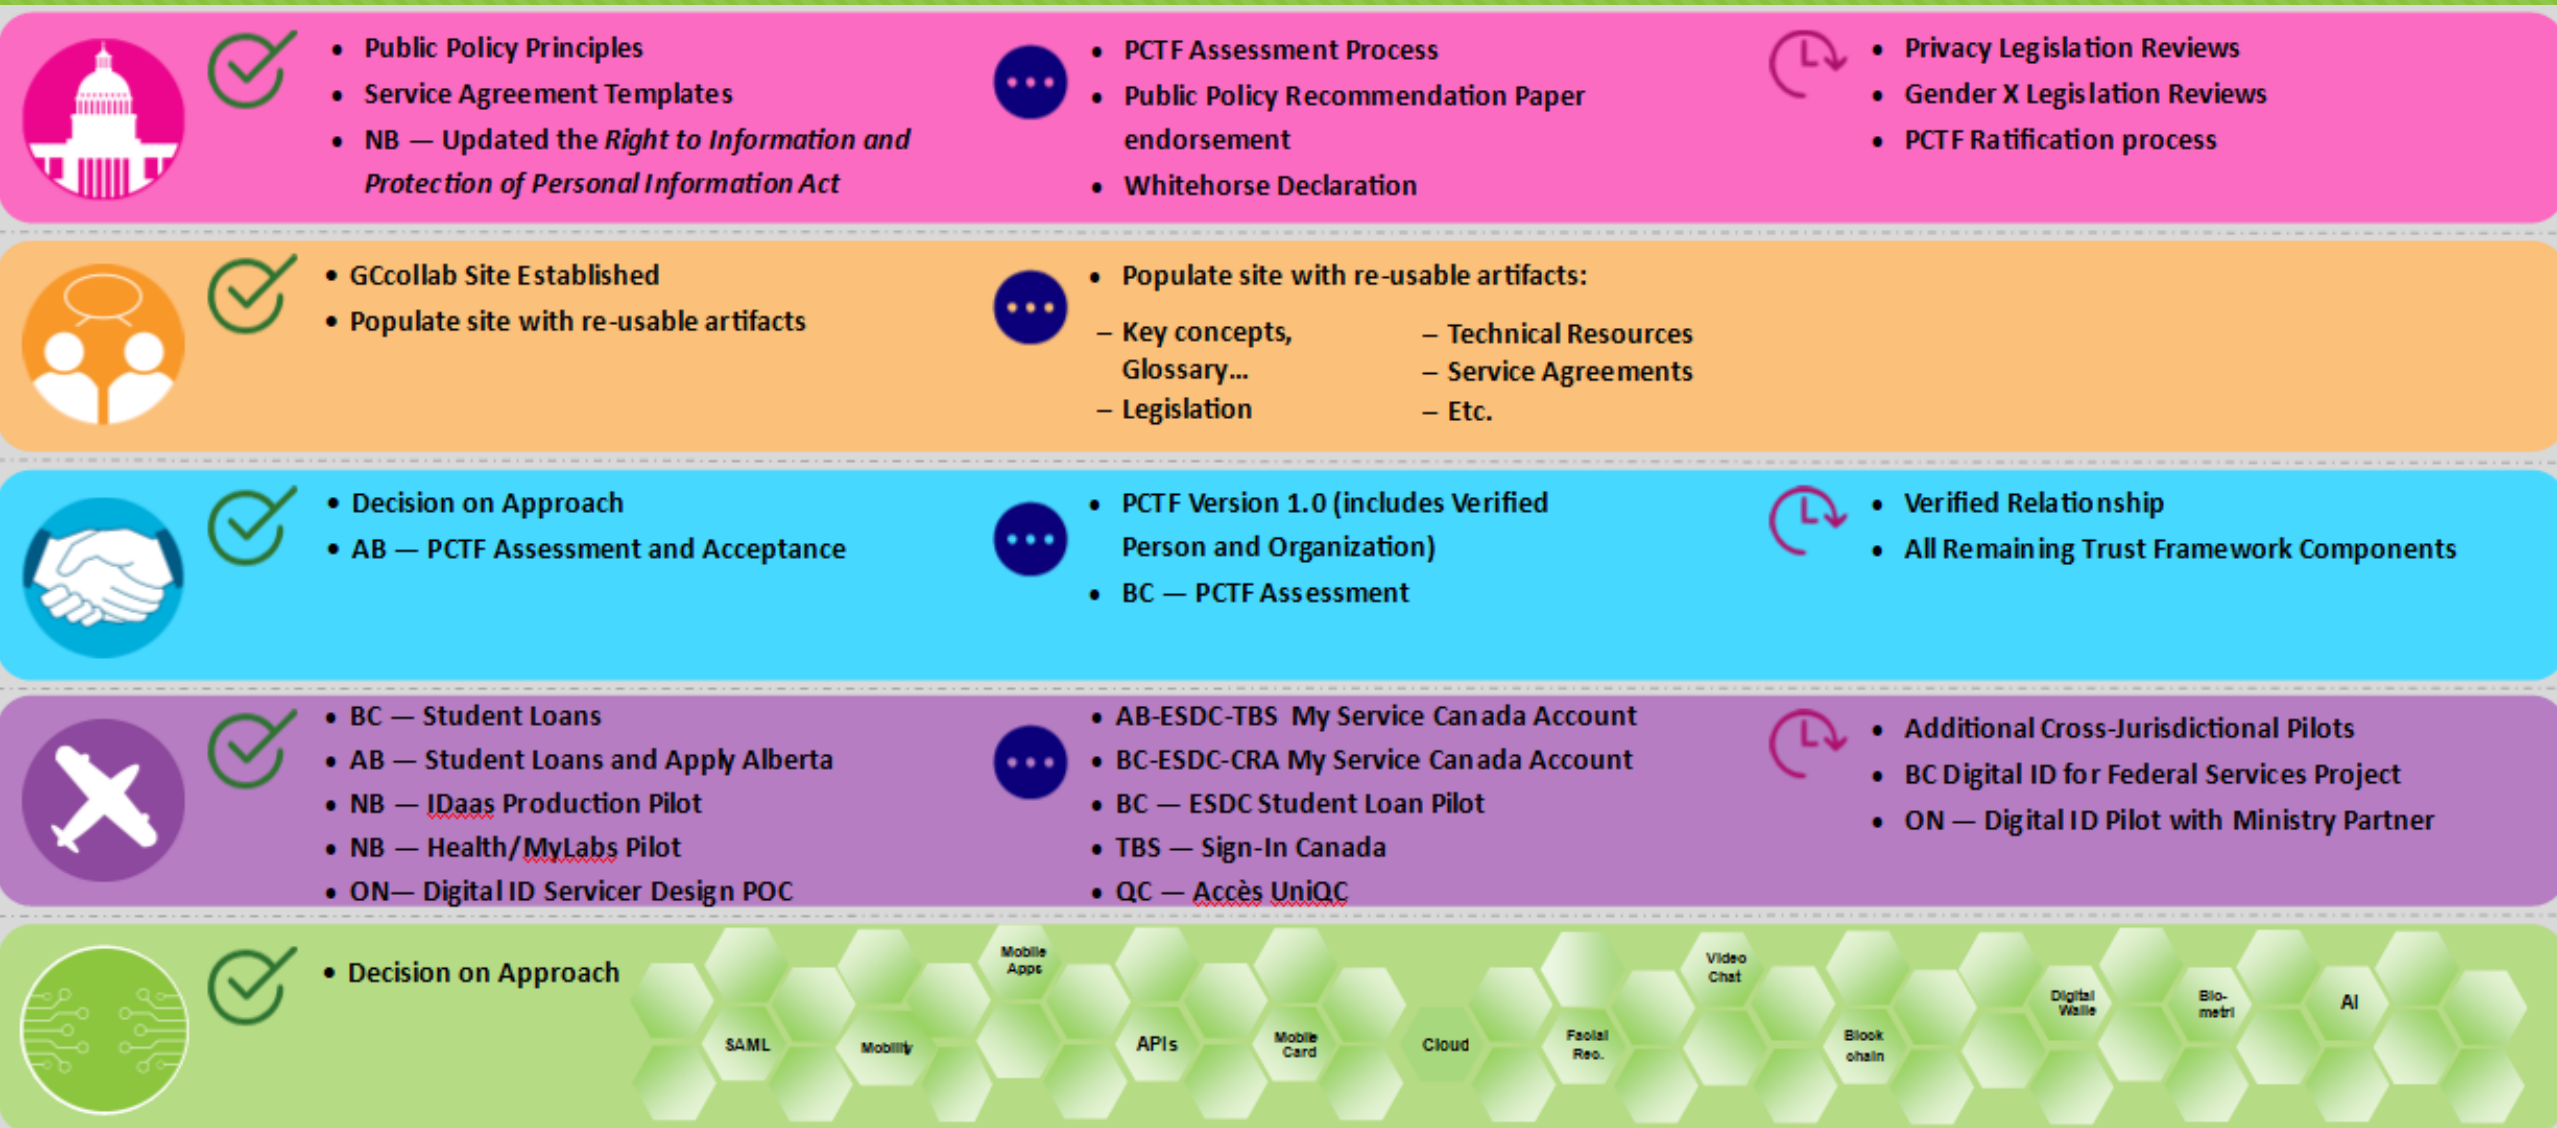 • Public Policy Principles
• Service Agreement Templates
• NB — Updated the Right to Information and
Protection of Personal Information Act
• PCTF Assessment Process
• Public Policy Recommendation Paper
endorsement
• Whitehorse Declaration
• Privacy Legislation Reviews
• Gender X Legislation Reviews
• PCTF Ratification process
• GCcollab Site Established
• Populate site with re-usable artifacts
• Populate site with re-usable artifacts:
– Key concepts,
Glossary...
– Legislation
– Technical Resources
– Service Agreements
– Etc.
• Decision on Approach
• AB — PCTF Assessment and Acceptance
• PCTF Version 1.0 (includes Verified
Person and Organization)
• BC — PCTF Assessment
• Verified Relationship
• All Remaining Trust Framework Components
• BC — Student Loans
• AB — Student Loans and Apply Alberta
• NB — IDaas Production Pilot
• NB — Health/MyLabs Pilot
• ON— Digital ID Servicer Design POC
• AB-ESDC-TBS My Service Canada Account
• BC-ESDC-CRA My Service Canada Account
• BC — ESDC Student Loan Pilot
• TBS — Sign-In Canada
• QC — Accès UniQC
• Additional Cross-Jurisdictional Pilots
• BC Digital ID for Federal Services Project
• ON — Digital ID Pilot with Ministry Partner
• Decision on Approach
SAML
Mobility
Mobile
Apps
APIs
Mobile
Card
Cloud
Facial
Rec.
Video
Chat
Block
chain
Digital
Walle
Bio-
metri
AI